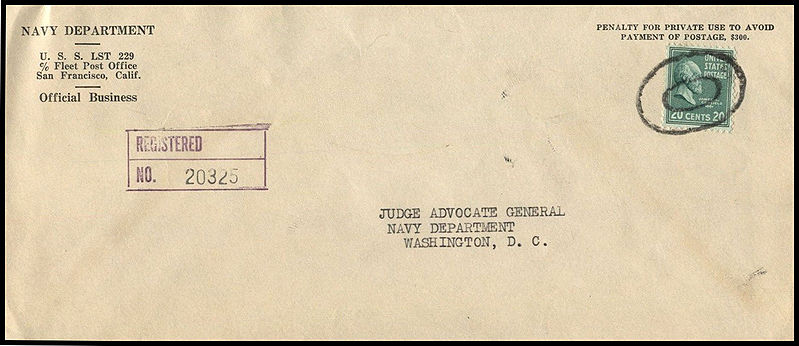 NAVY DEPARTMENT
U. S. S. LST 229
℅ Fleet Post Office
San Francisco, Calif.
Official Business
PENALTY FOR PRIVATE USE TO AVOID
PAYMENT OF POSTAGE, $300.
UNITED
STATES
POSTAGE
20 CENTS 20
REGISTERED
NO. 20325
JUDGE ADVOCATE GENERAL
NAVY DEPARTMENT
WASHINGTON, D. C.